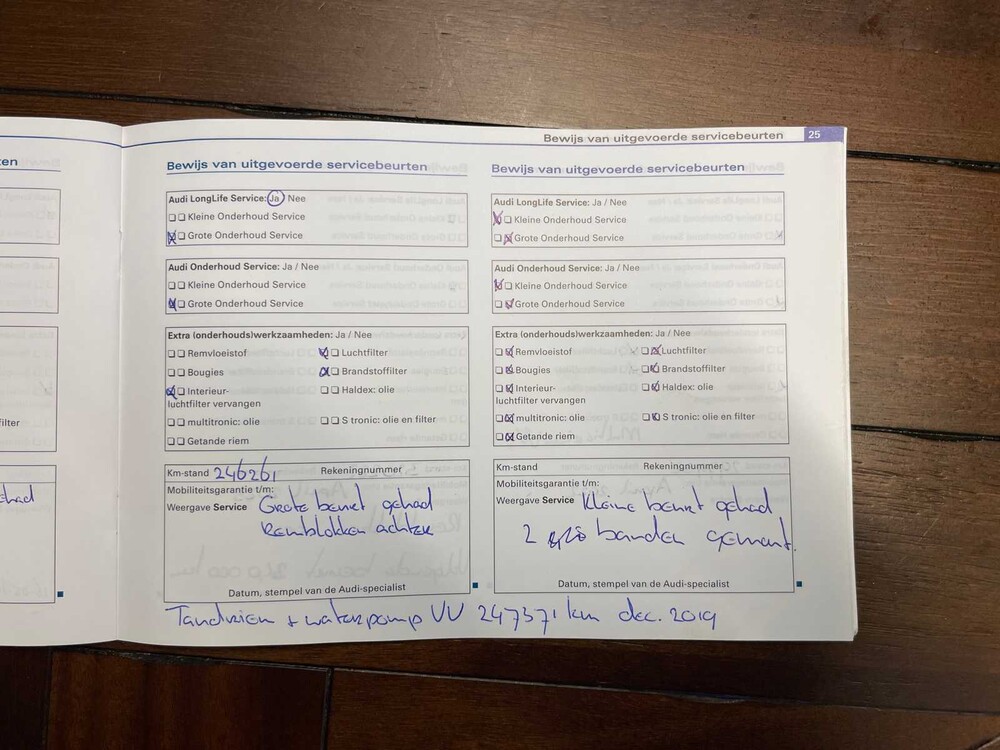 en
filter
had
Bewijs van uitgevoerde servicebeurten 25
Bewijs van uitgevoerde servicebeurten
Audi LongLife Service: Ja / Nee
Kleine Onderhoud Service
Grote Onderhoud Service
Audi Onderhoud Service: Ja / Nee
Kleine Onderhoud Service
Grote Onderhoud Service
Extra (onderhouds)werkzaamheden: Ja / Nee
Remvloeistof Luchtfilter
Bougies Brandstoffilter
Interieur- Haldex: olie
luchtfilter vervangen
multitronic: olie S tronic: olie en filter
Getande riem
Km-stand 246261 Rekeningnummer
Mobiliteitsgarantie t/m:
Weergave Service Grote beurt gehad
Remblokken achter
Datum, stempel van de Audi-specialist
Tandriem + waterpomp VV 247371 km dec. 2019
Bewijs van uitgevoerde servicebeurten
Audi LongLife Service: Ja / Nee
Kleine Onderhoud Service
Grote Onderhoud Service
Audi Onderhoud Service: Ja / Nee
Kleine Onderhoud Service
Grote Onderhoud Service
Extra (onderhouds)werkzaamheden: Ja / Nee
Remvloeistof Luchtfilter
Bougies Brandstoffilter
Interieur- Haldex: olie
luchtfilter vervangen
multitronic: olie S tronic: olie en filter
Getande riem
Km-stand Rekeningnummer
Mobiliteitsgarantie t/m:
Weergave Service Kleine beurt gehad
2 banden gemont.
Datum, stempel van de Audi-specialist